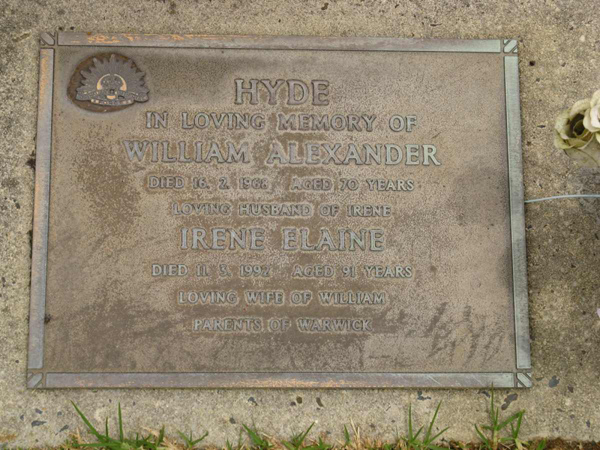 HYDE
IN LOVING MEMORY OF
WILLIAM ALEXANDER
DIED 16. 2. AGED 70 YEARS
LOVING HUSBAND OF IRENE
IRENE ELAINE
DIED 11. 3. 1992 AGED 91 YEARS
LOVING WIFE OF WILLIAM
PARENTS OF WARWICK